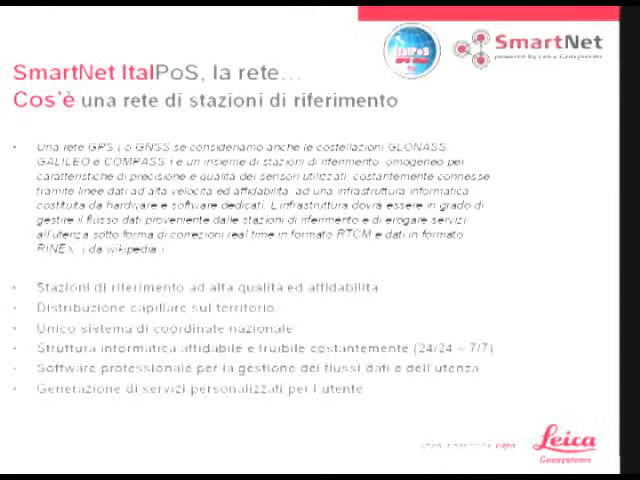 ItalPoS
SmartNet
powered by Leica Geosystems
SmartNet ItalPoS, la rete...
Cos'è una rete di stazioni di riferimento
• Una rete GPS ( o GNSS se consideriamo anche le costellazioni GLONASS,
GALILEO e COMPASS ) è un insieme di stazioni di riferimento, omogeneo per
caratteristiche di precisione e qualità dei sensori utilizzati, costantemente connesse
tramite linee dati ad alta velocità ed affidabilità, ad una infrastruttura informatica
costituita da hardware e software dedicati. L'infrastruttura dovrà essere in grado di
gestire il flusso dati proveniente dalle stazioni di riferimento e di erogare servizi
all'utenza sotto forma di correzioni real time in formato RTCM e dati in formato
RINEX. ( da wikipedia )
• Stazioni di riferimento ad alta qualità ed affidabilità
• Distribuzione capillare sul territorio
• Unico sistema di coordinate nazionale
• Struttura informatica affidabile e fruibile costantemente (24/24 – 7/7)
• Software professionale per la gestione dei flussi dati e dell'utenza
• Generazione di servizi personalizzati per l'utente
Leica
Geosystems